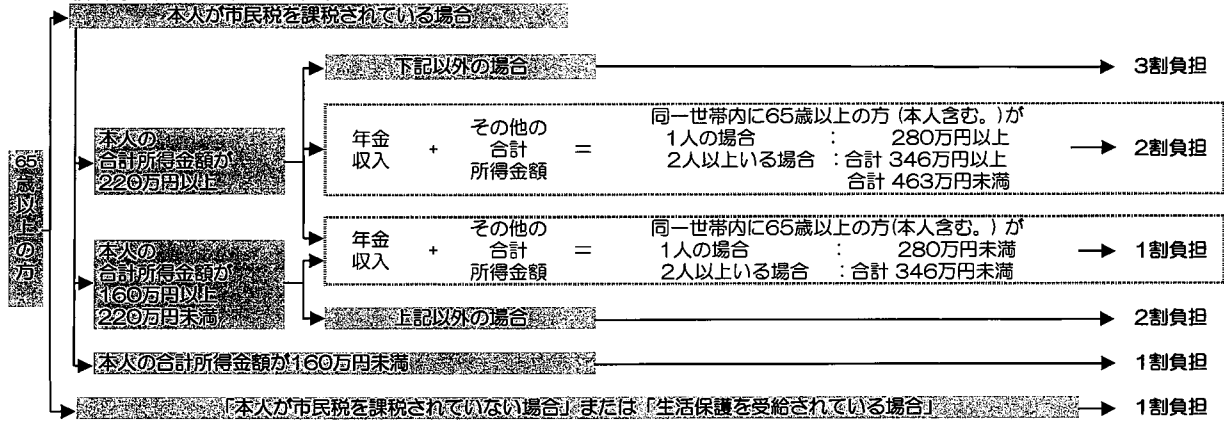 本人が市民税を課税されている場合
65歳以上の方
本人の
合計所得金額が
220万円以上
下記以外の場合
3割負担
年金
収入
+
その他の
合計
所得金額
=
同一世帯内に65歳以上の方(本人含む。)が
1人の場合 : 280万円以上
2人以上いる場合 :合計 346万円以上
合計 463万円未満
2割負担
年金
収入
+
その他の
合計
所得金額
=
同一世帯内に65歳以上の方(本人含む。)が
1人の場合 : 280万円未満
2人以上いる場合 :合計 346万円未満
1割負担
本人の
合計所得金額が
160万円以上
220万円未満
上記以外の場合
2割負担
本人の合計所得金額が160万円未満
1割負担
「本人が市民税を課税されていない場合」または「生活保護を受給されている場合」
1割負担